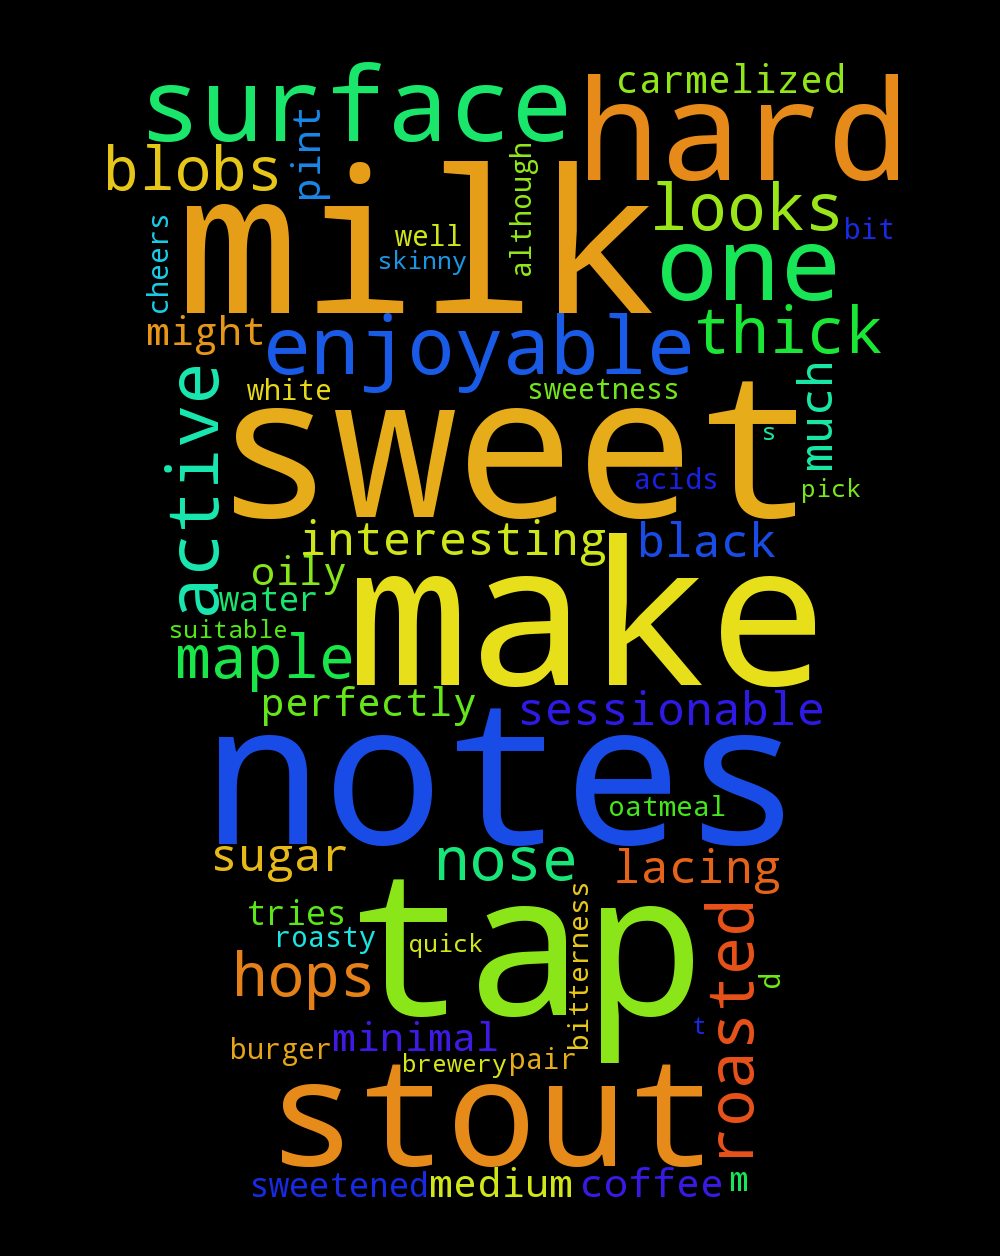 carmelized
surface
hard
pint
blobs
although
milk
looks
bit
cheers
well
skinny
one
might
enjoyable
thick
active
white
sweetness
much
sweet
s
acids
pick
interesting
black
oily
water
make
suitable
maple
perfectly
sessionable
notes
oatmeal
sugar
nose
lacing
tries
roasty
quick
tap
bitterness
roasted
hops
d
burger
minimal
t
brewery
pair
stout
sweetened
medium
coffee
m